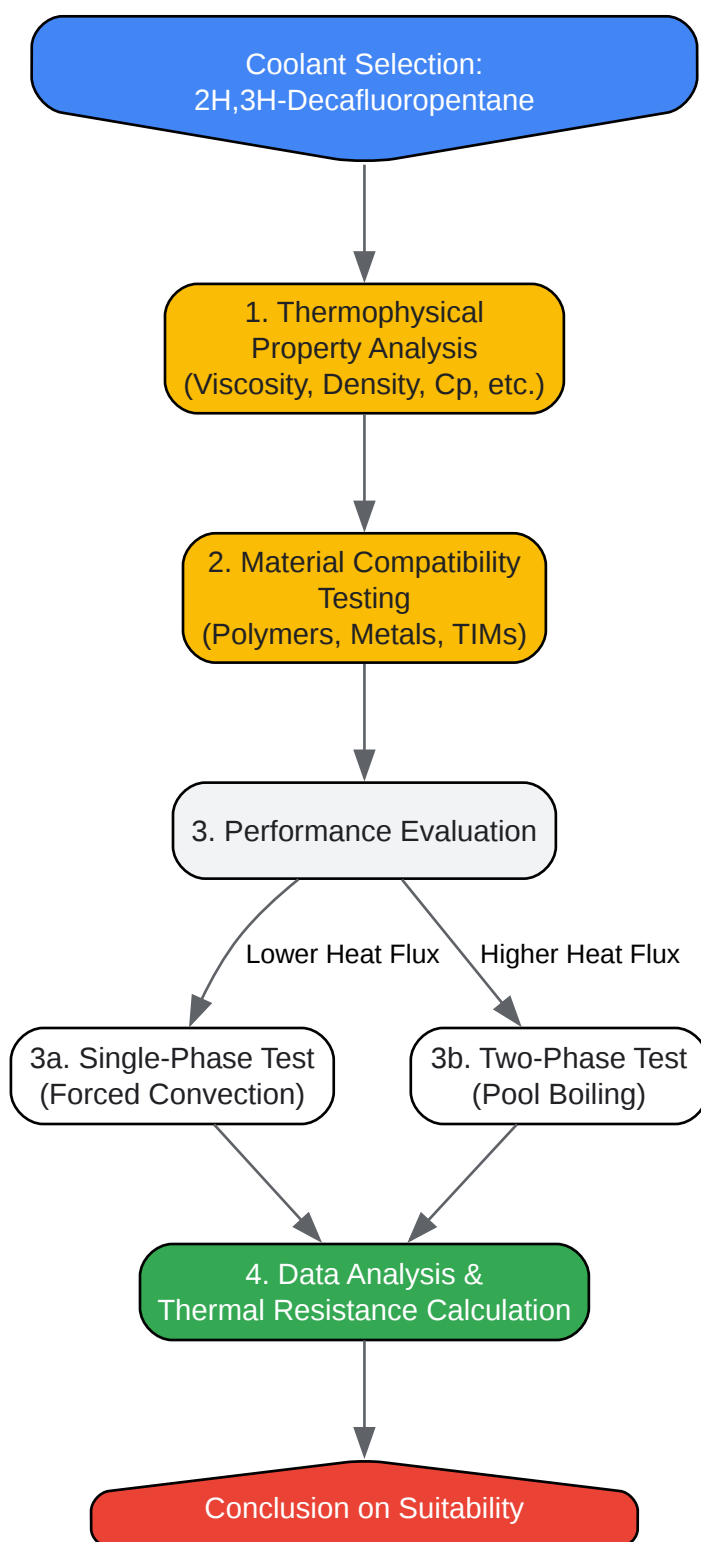 Coolant Selection:
2H,3H-Decafluoropentane
1. Thermophysical
Property Analysis
(Viscosity, Density, Cp, etc.)
2. Material Compatibility
Testing
(Polymers, Metals, TIMs)
3. Performance Evaluation
Lower Heat Flux
Higher Heat Flux
3a. Single-Phase Test
(Forced Convection)
3b. Two-Phase Test
(Pool Boiling)
4. Data Analysis &
Thermal Resistance Calculation
Conclusion on Suitability